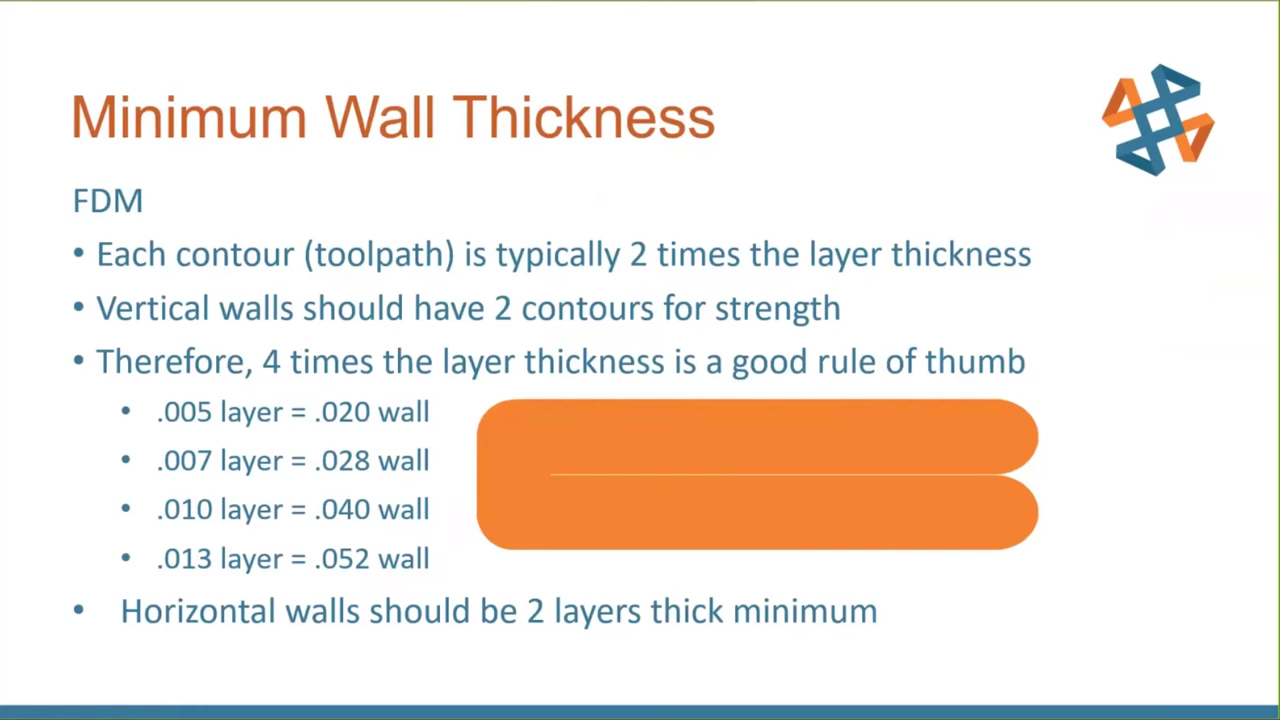 Minimum Wall Thickness
FDM
• Each contour (toolpath) is typically 2 times the layer thickness
• Vertical walls should have 2 contours for strength
• Therefore, 4 times the layer thickness is a good rule of thumb
• .005 layer = .020 wall
• .007 layer = .028 wall
• .010 layer = .040 wall
• .013 layer = .052 wall
• Horizontal walls should be 2 layers thick minimum